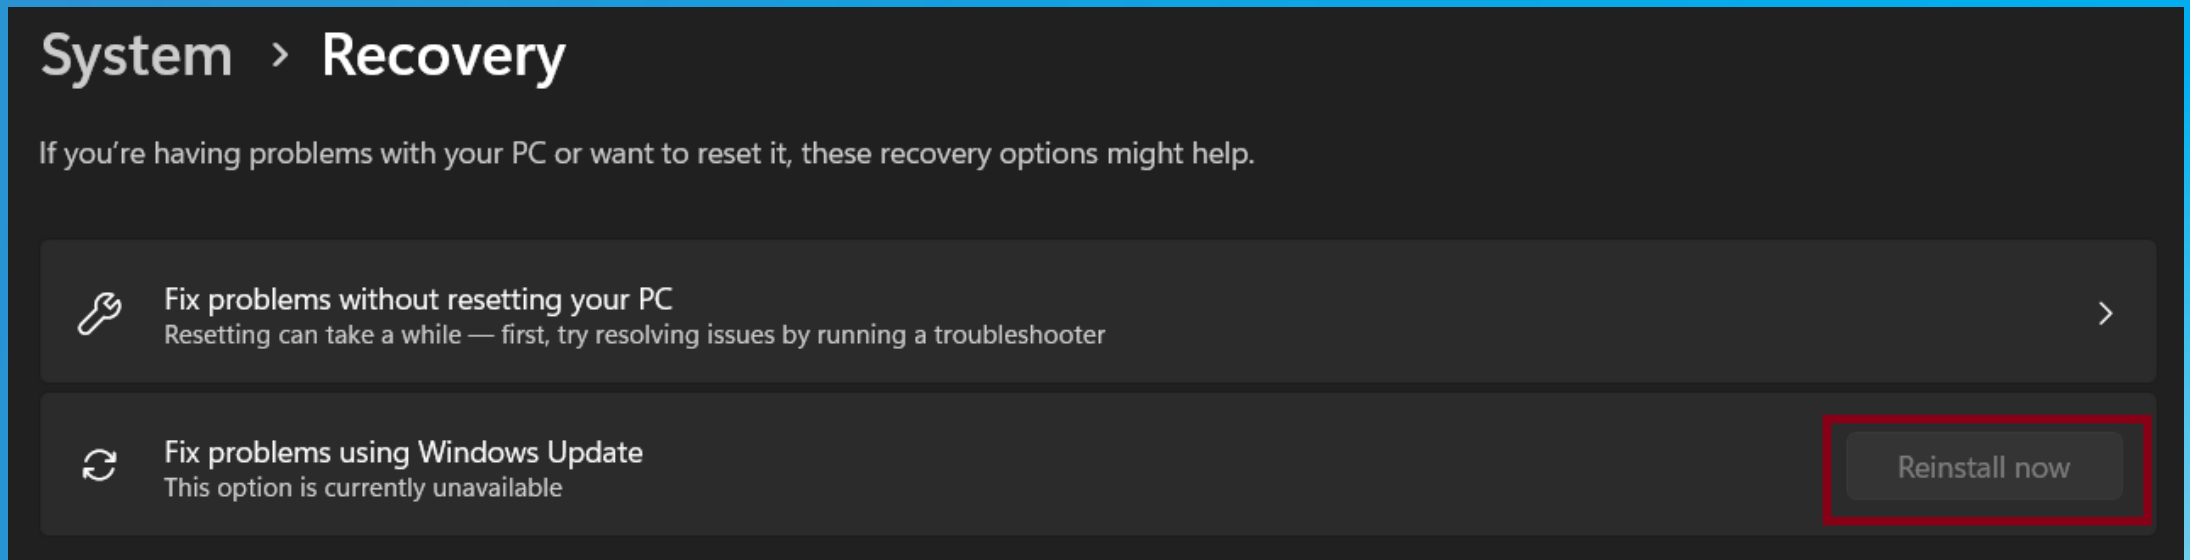 System > Recovery
If you're having problems with your PC or want to reset it, these recovery options might help.
Fix problems without resetting your PC
Resetting can take a while — first, try resolving issues by running a troubleshooter
Fix problems using Windows Update
This option is currently unavailable
Reinstall now